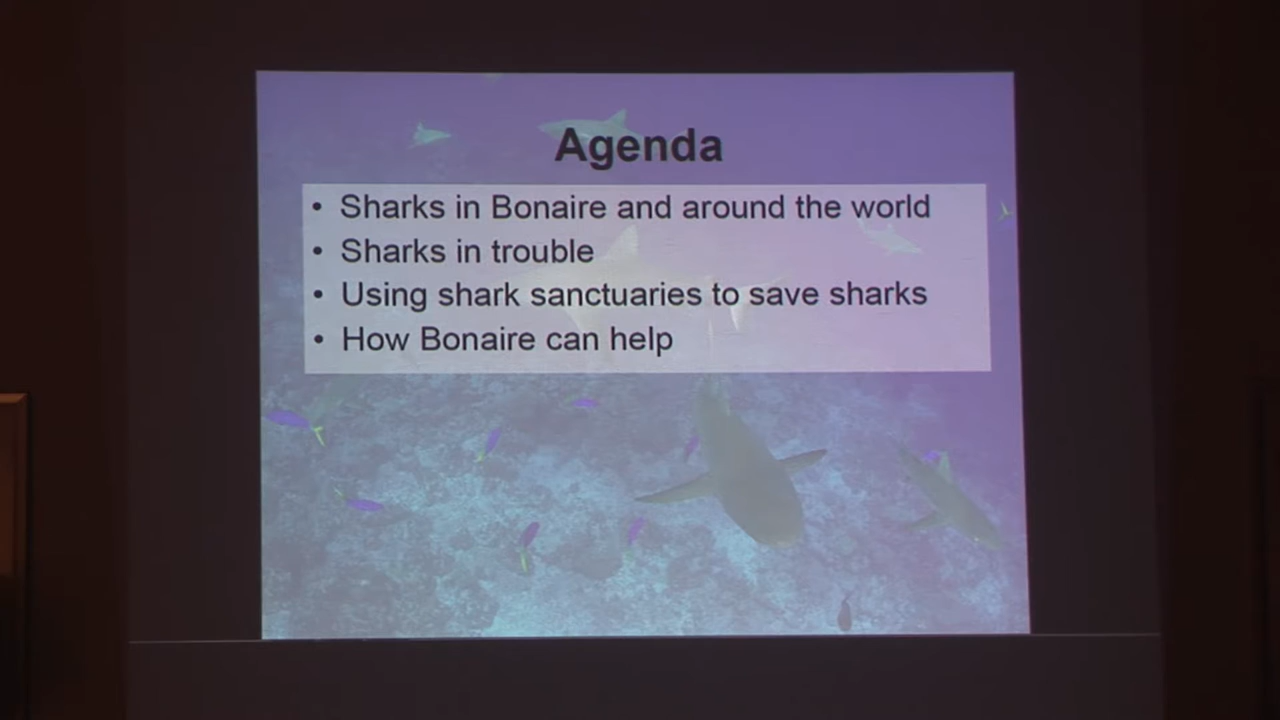 Agenda
• Sharks in Bonaire and around the world
• Sharks in trouble
• Using shark sanctuaries to save sharks
• How Bonaire can help